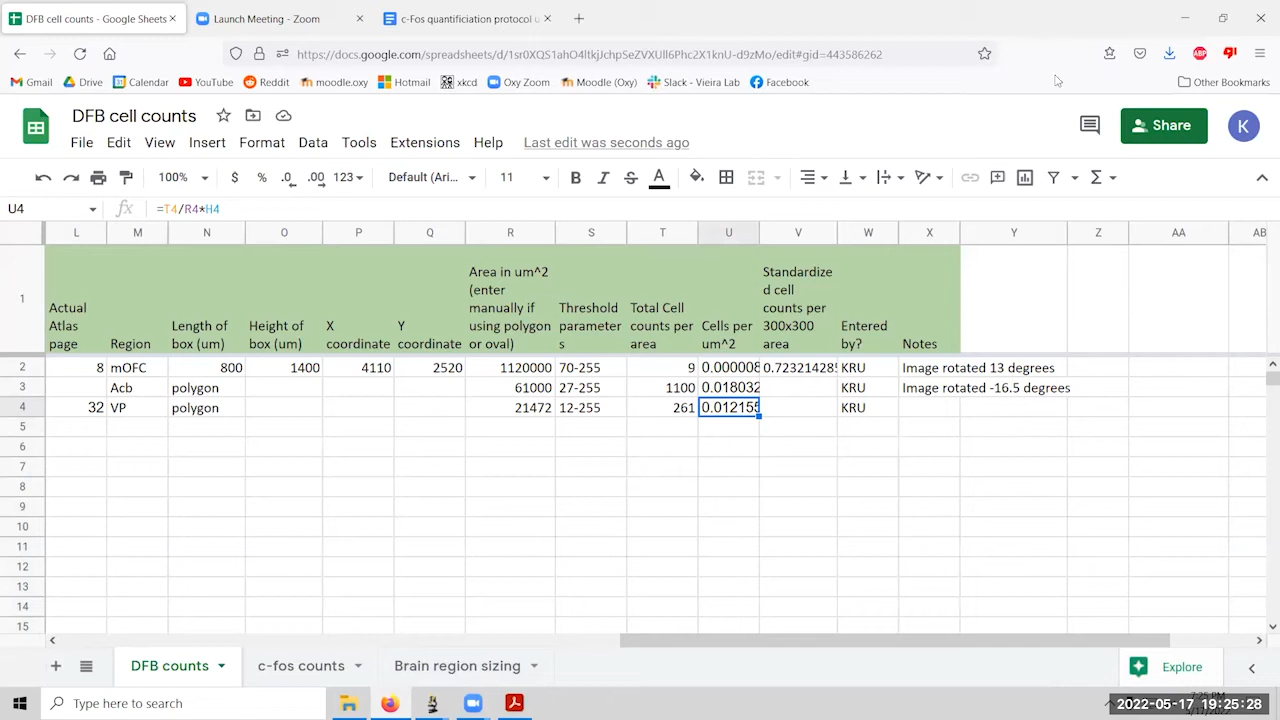 DFB cell counts - Google Sheets
Launch Meeting - Zoom
c-Fos quantificiation protocol u
https://docs.google.com/spreadsheets/d/
Gmail Drive Calendar YouTube Reddit moodle.oxy Hotmail xkcd Oxy Zoom Moodle (Oxy) Slack - Vieira Lab Facebook Other Bookmarks
DFB cell counts
Share
K
File Edit View Insert Format Data Tools Extensions Help Last edit was seconds ago
100% $ % .0 .00 123 Default (Ari... 11 B I S A
U4 fx =T4/R4*H4
L M N O P Q R S T U V W X Y Z AA AB
1
Actual Atlas page
Region
Length of box (um)
Height of box (um)
X coordinate
Y coordinate
Area in um^2 (enter manually if using polygon or oval)
Threshold parameters
Total Cell counts per area
Cells per um^2
Standardized cell counts per 300x300 area
Entered by?
Notes
2 8 mOFC 800 1400 4110 2520 1120000 70-255 9 0.000008 0.723214285 KRU Image rotated 13 degrees
3 Acb polygon 61000 27-255 1100 0.018032 KRU Image rotated -16.5 degrees
4 32 VP polygon 21472 12-255 261 0.012155 KRU
5
6
7
8
9
10
11
12
13
14
15
DFB counts c-fos counts Brain region sizing Explore
Type here to search
2022-05-17 19:25:28